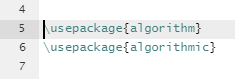 4
5 \usepackage{algorithm}
6 \usepackage{algorithmic}
7